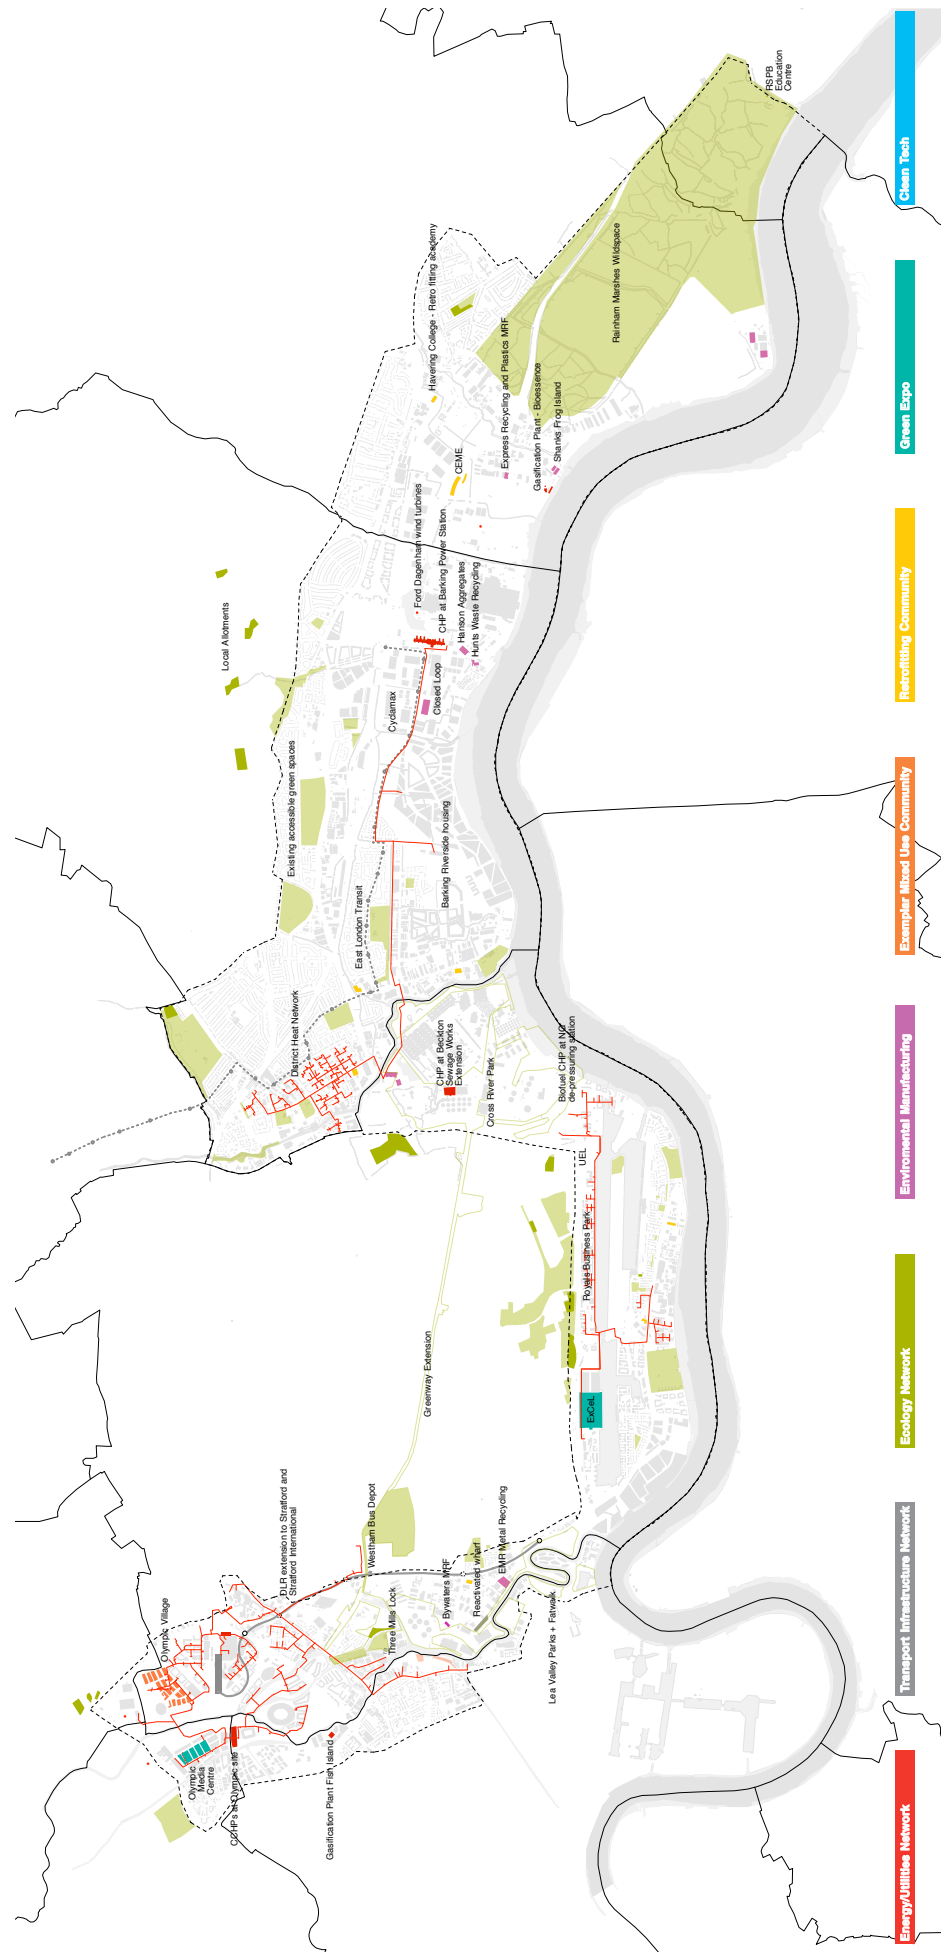 Olympic
Media
Centre
CCHPs at Olympic site
Gasification Plant Fish Island
Olympic Village
DLR extension to Stratford and
Stratford International
Westham Bus Depot
Three Mills Lock
Bywaters MRF
Reactivated wharf
EMR Metal Recycling
Lea Valley Parks + Fatwalk
Greenway Extension
ExCeL
Royals Business Park
UEL
Biofuel CHP at NG
de-pressuring station
Cross River Park
CHP at Beckton
Sewage Works
Extension
District Heat Network
East London Transit
Existing accessible green spaces
Barking Riverside housing
Local Allotments
Cyclamax
Closed Loop
Ford Dagenham wind turbines
CHP at Barking Power Station
Hanson Aggregates
Hunts Waste Recycling
CEME
Havering College - Retro fitting academy
Express Recycling and Plastics MRF
Gasification Plant - Bioessence
Shanks Frog Island
Rainham Marshes Wildspace
RSPB
Education
Centre
Energy/Utilities Network
Transport Infrastructure Network
Ecology Network
Enviromental Manufacturing
Exemplar Mixed Use Community
Retrofitting Community
Green Expo
Clean Tech